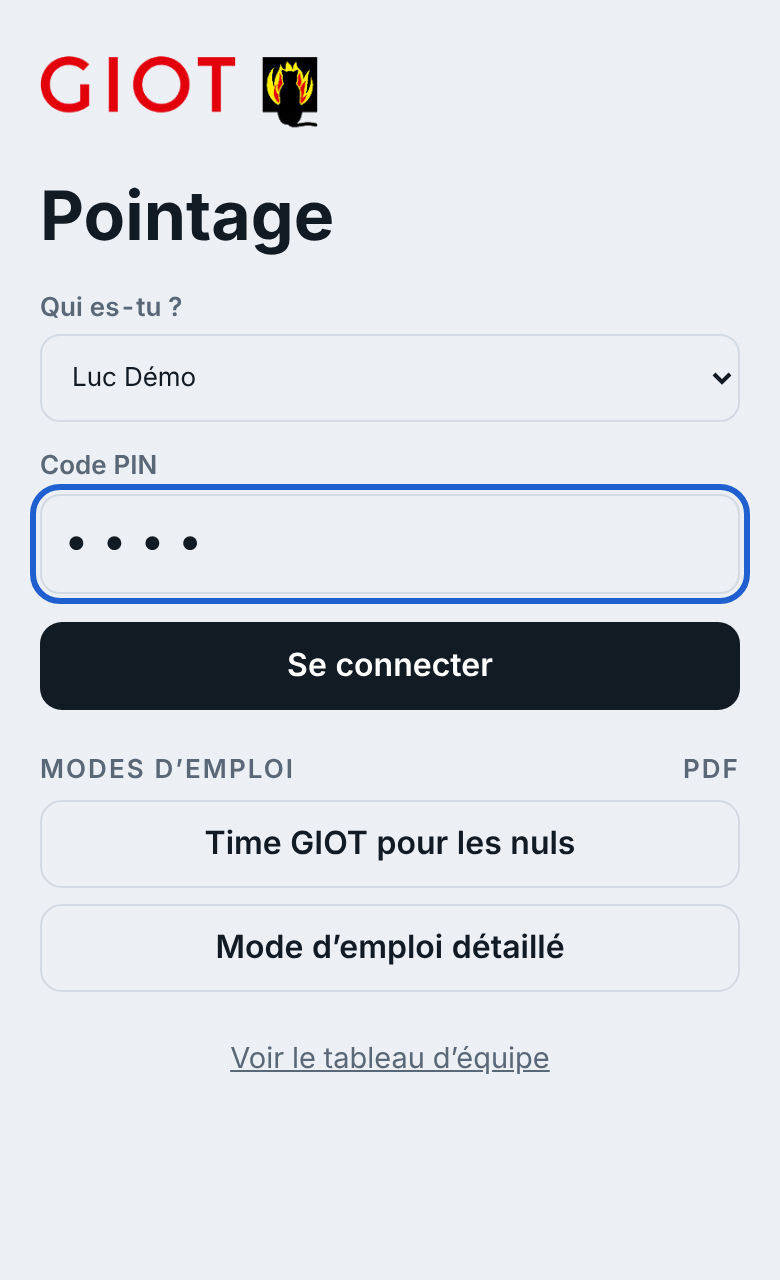 GIOT
Pointage
Qui es-tu ?
Luc Démo
Code PIN
Se connecter
MODES D’EMPLOI PDF
Time GIOT pour les nuls
Mode d’emploi détaillé
Voir le tableau d’équipe